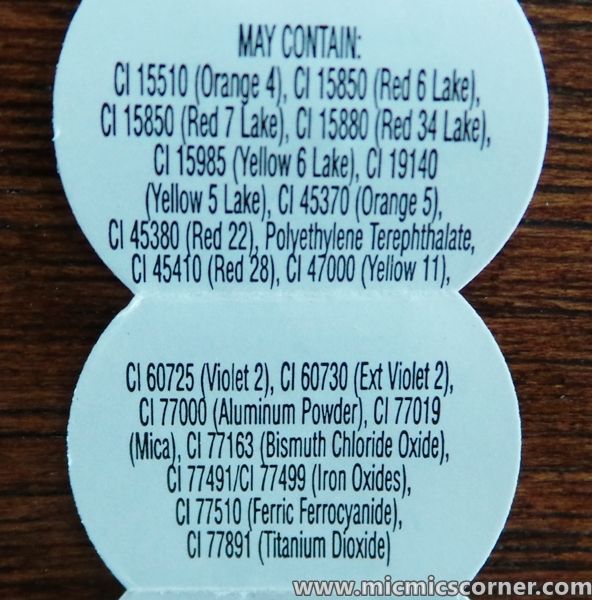 MAY CONTAIN:
CI 15510 (Orange 4), CI 15850 (Red 6 Lake),
CI 15850 (Red 7 Lake), CI 15880 (Red 34 Lake),
CI 15985 (Yellow 6 Lake), CI 19140
(Yellow 5 Lake), CI 45370 (Orange 5),
CI 45380 (Red 22), Polyethylene Terephthalate,
CI 45410 (Red 28), CI 47000 (Yellow 11),
CI 60725 (Violet 2), CI 60730 (Ext Violet 2),
CI 77000 (Aluminum Powder), CI 77019
(Mica), CI 77163 (Bismuth Chloride Oxide),
CI 77491/CI 77499 (Iron Oxides),
CI 77510 (Ferric Ferrocyanide),
CI 77891 (Titanium Dioxide)
www.micmicscorner.com